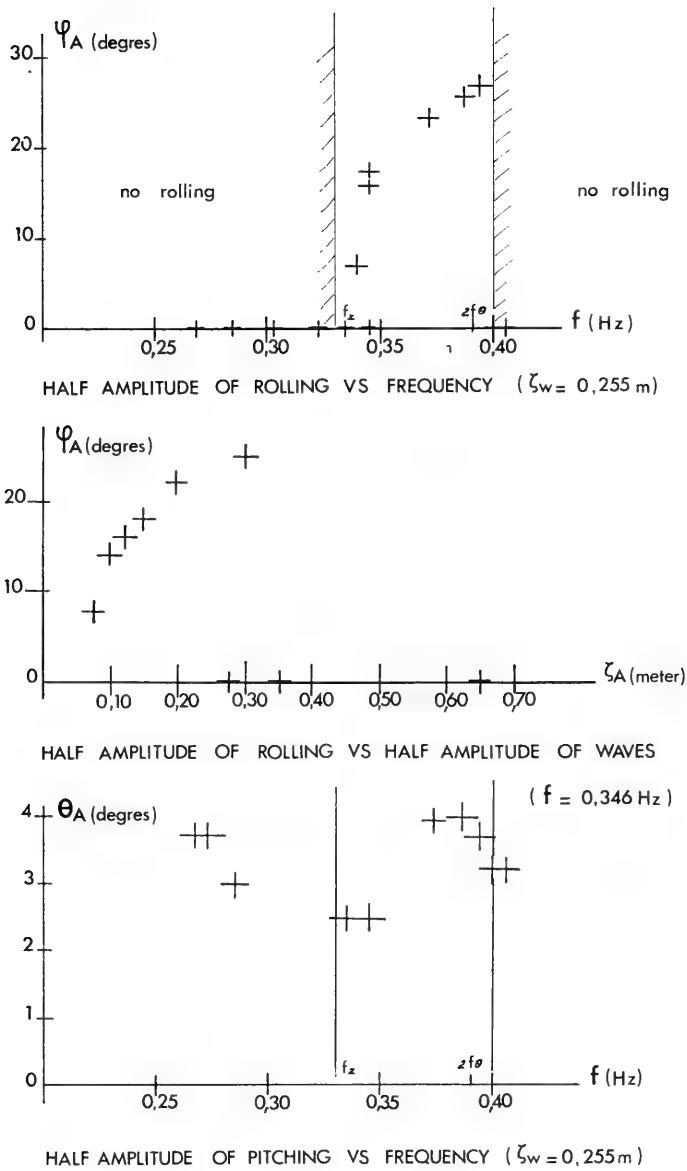 φA (degres)
30
20
no rolling
no rolling
10
fz
2fθ
0
f (Hz)
0,25
0,30
0,35
0,40
HALF AMPLITUDE OF ROLLING VS FREQUENCY (ζw = 0,255 m)
φA (degres)
20
10
0
ζA (meter)
0,10
0,20
0,30
0,40
0,50
0,60
0,70
HALF AMPLITUDE OF ROLLING VS HALF AMPLITUDE OF WAVES
(f = 0,346 Hz)
θA (degres)
4
3
2
1
fz
2fθ
0
f (Hz)
0,25
0,30
0,35
0,40
HALF AMPLITUDE OF PITCHING VS FREQUENCY (ζw = 0,255 m)